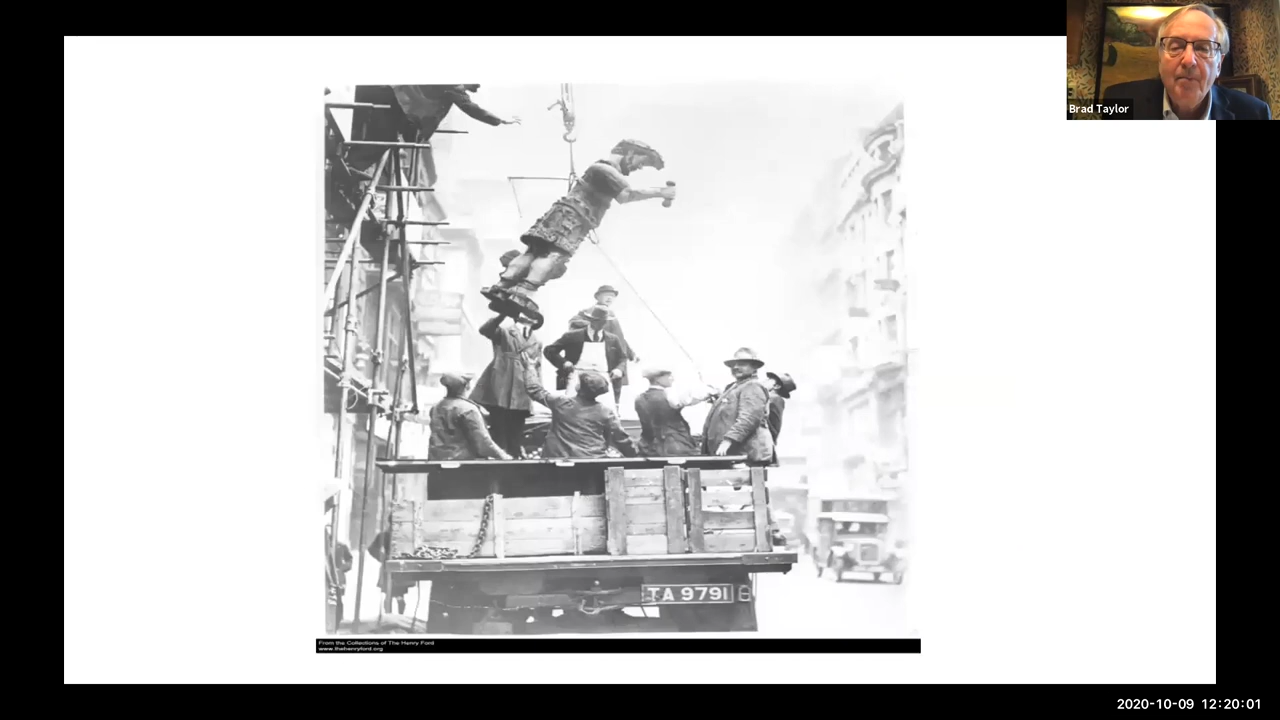 Brad Taylor
TA 9791
From the Collections of The Henry Ford
www.thehenryford.org
2020-10-09 12:20:01